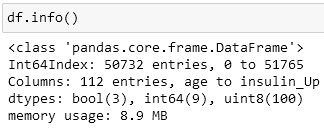 df.info()
<class 'pandas.core.frame.DataFrame'>
Int64Index: 50732 entries, 0 to 51765
Columns: 112 entries, age to insulin_Up
dtypes: bool(3), int64(9), uint8(100)
memory usage: 8.9 MB